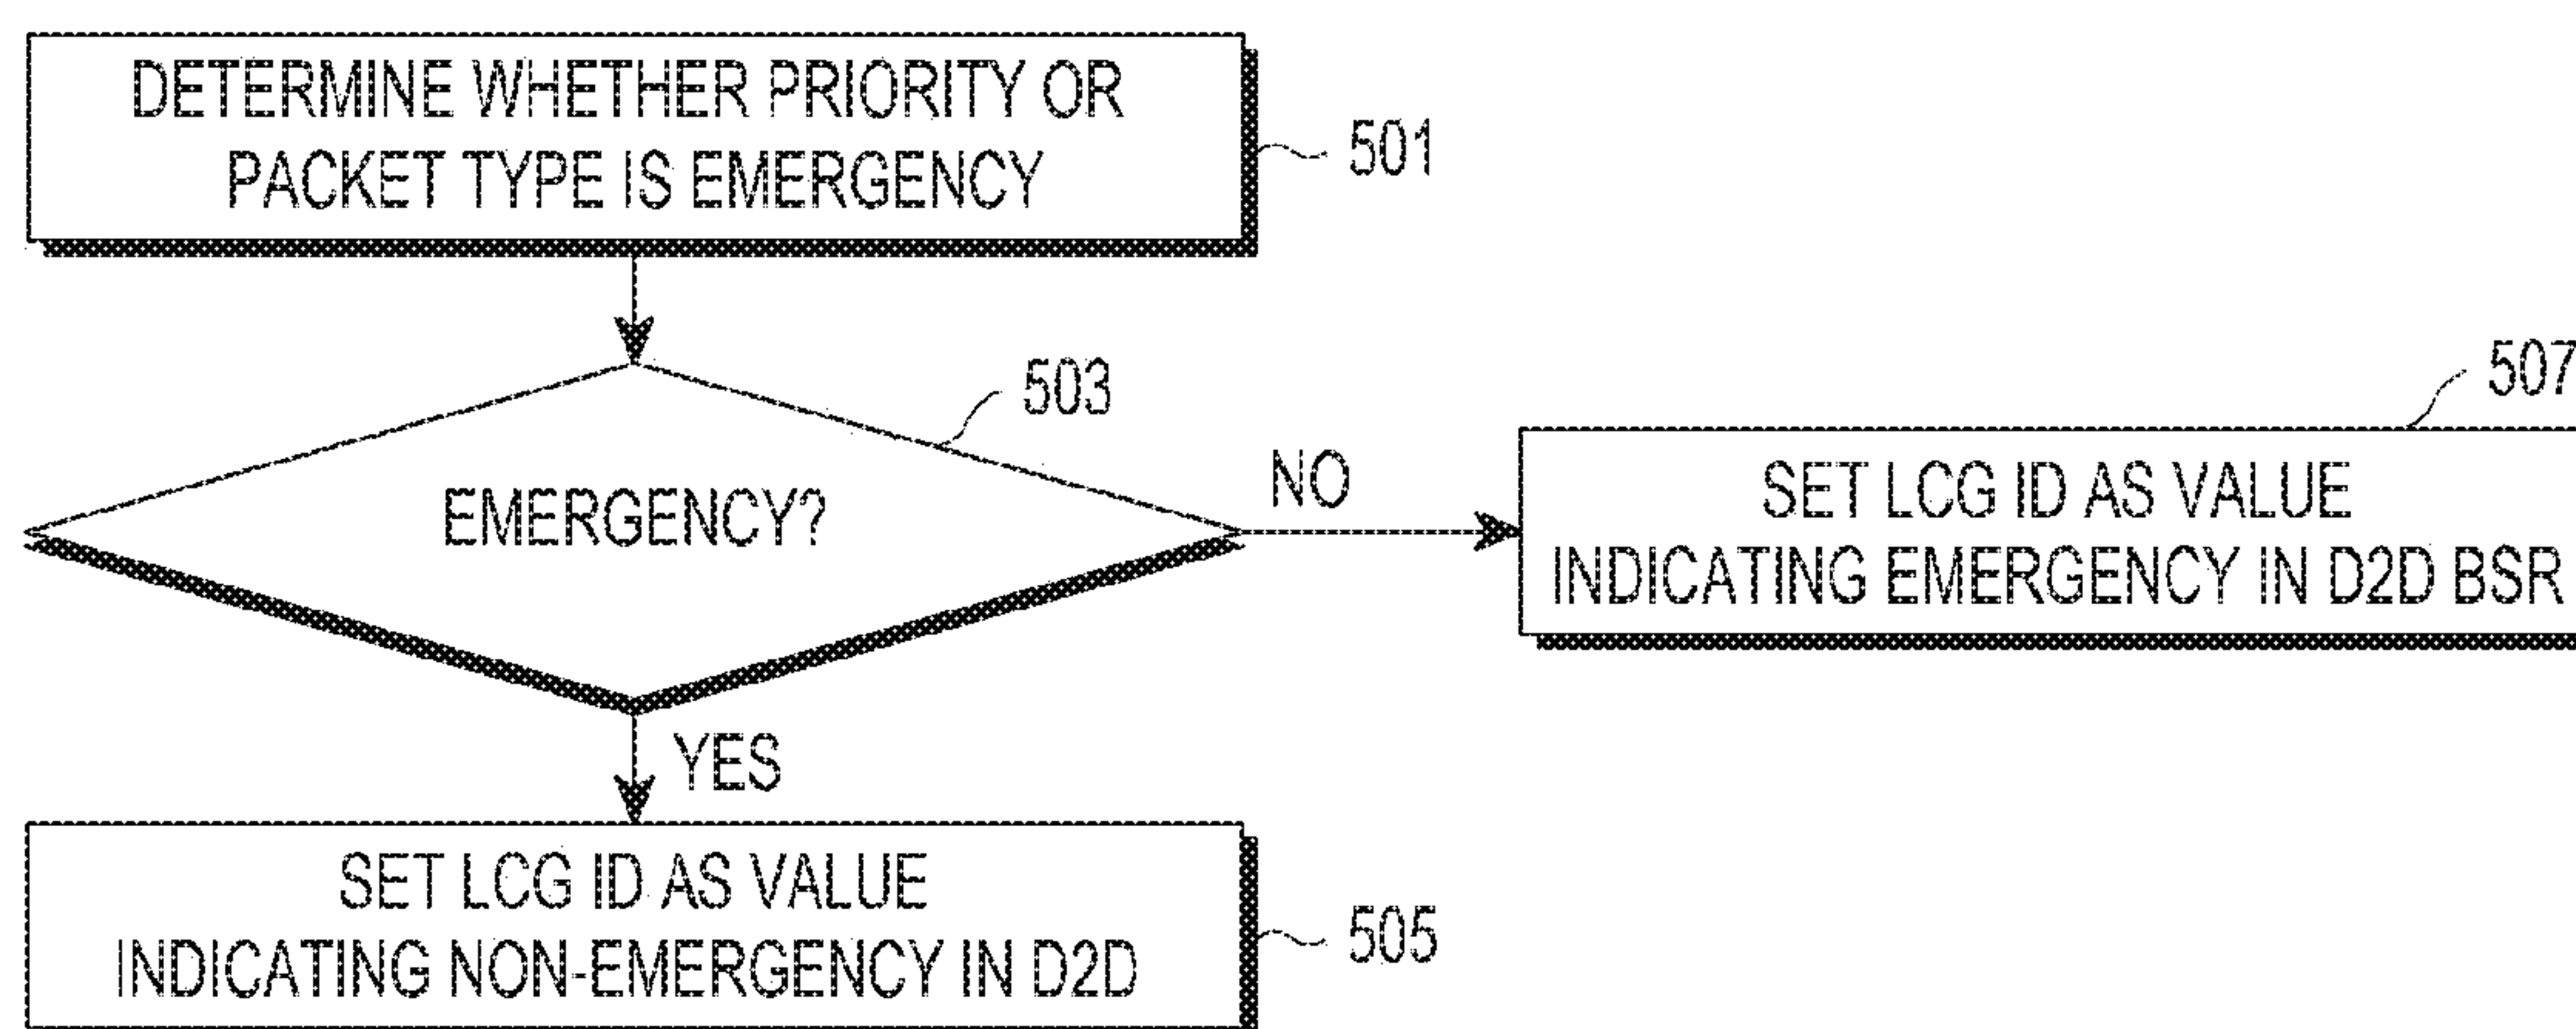 DETERMINE WHETHER PRIORITY OR
PACKET TYPE IS EMERGENCY
501
503
EMERGENCY?
NO
507
SET LCG ID AS VALUE
INDICATING EMERGENCY IN D2D BSR
YES
SET LCG ID AS VALUE
INDICATING NON-EMERGENCY IN D2D
505